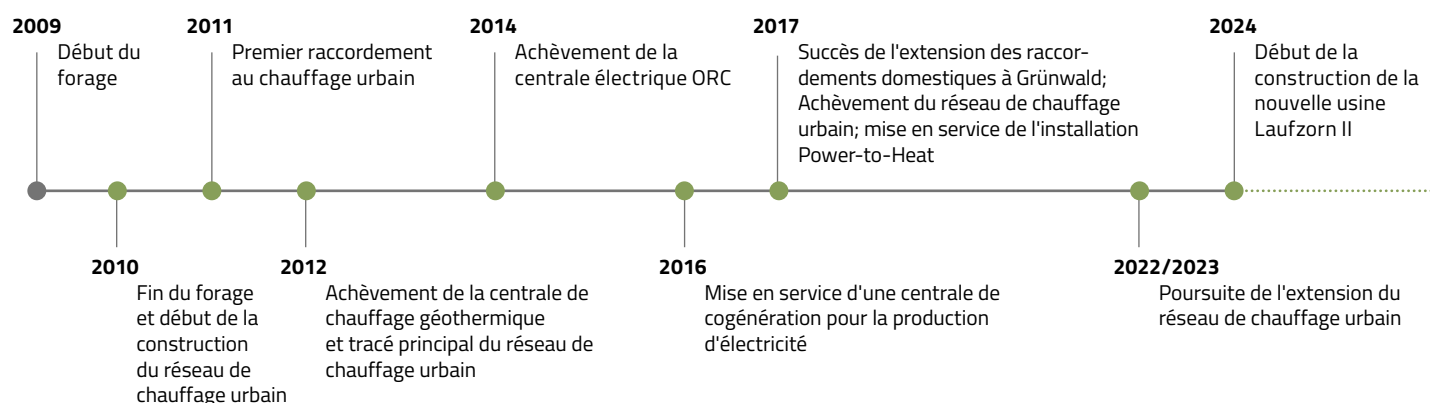 2009
Début du
forage
2011
Premier raccordement
au chauffage urbain
2014
Achèvement de la
centrale électrique ORC
2017
Succès de l'extension des raccor-
dements domestiques à Grünwald;
Achèvement du réseau de chauffage
urbain; mise en service de l'installation
Power-to-Heat
2024
Début de la
construction de la
nouvelle usine
Laufzorn II
2010
Fin du forage
et début de la
construction
du réseau de
chauffage urbain
2012
Achèvement de la centrale de
chauffage géothermique
et tracé principal du réseau de
chauffage urbain
2016
Mise en service d'une centrale de
cogénération pour la production
d'électricité
2022/2023
Poursuite de l'extension du
réseau de chauffage urbain